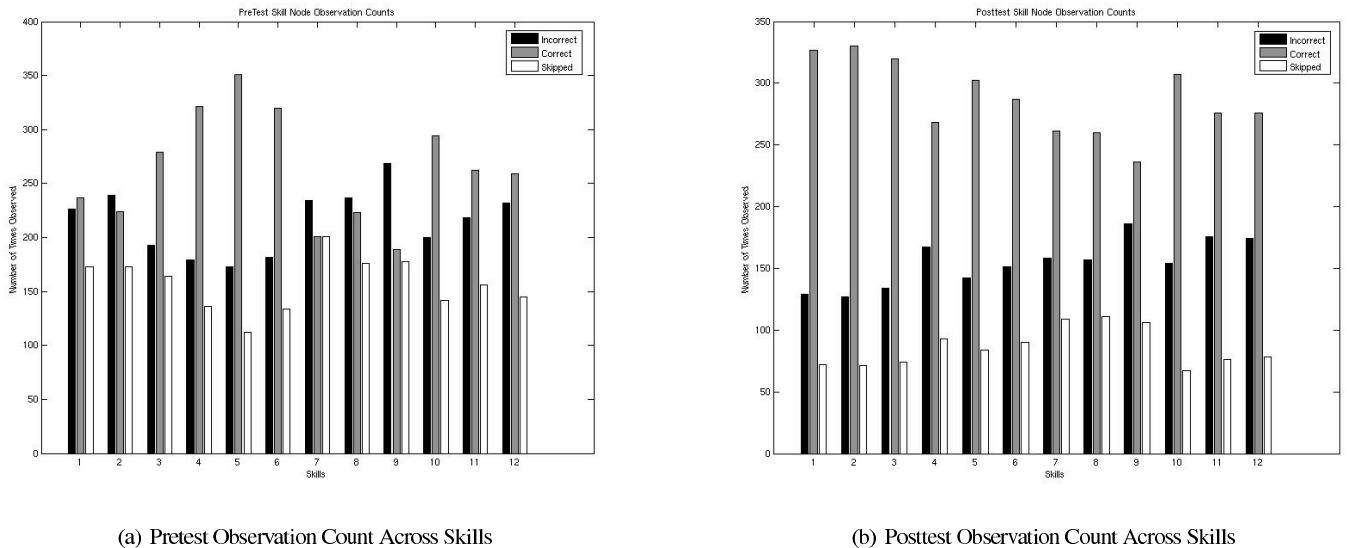 PreTest Skill Node Observation Counts
400
350
300
250
200
150
100
50
0
Number of Times Observed
Incorrect
Correct
Skipped
1 2 3 4 5 6 7 8 9 10 11 12
Skills
(a) Pretest Observation Count Across Skills
Posttest Skill Node Observation Counts
350
300
250
200
150
100
50
0
Number of Times Observed
Incorrect
Correct
Skipped
1 2 3 4 5 6 7 8 9 10 11 12
Skills
(b) Posttest Observation Count Across Skills